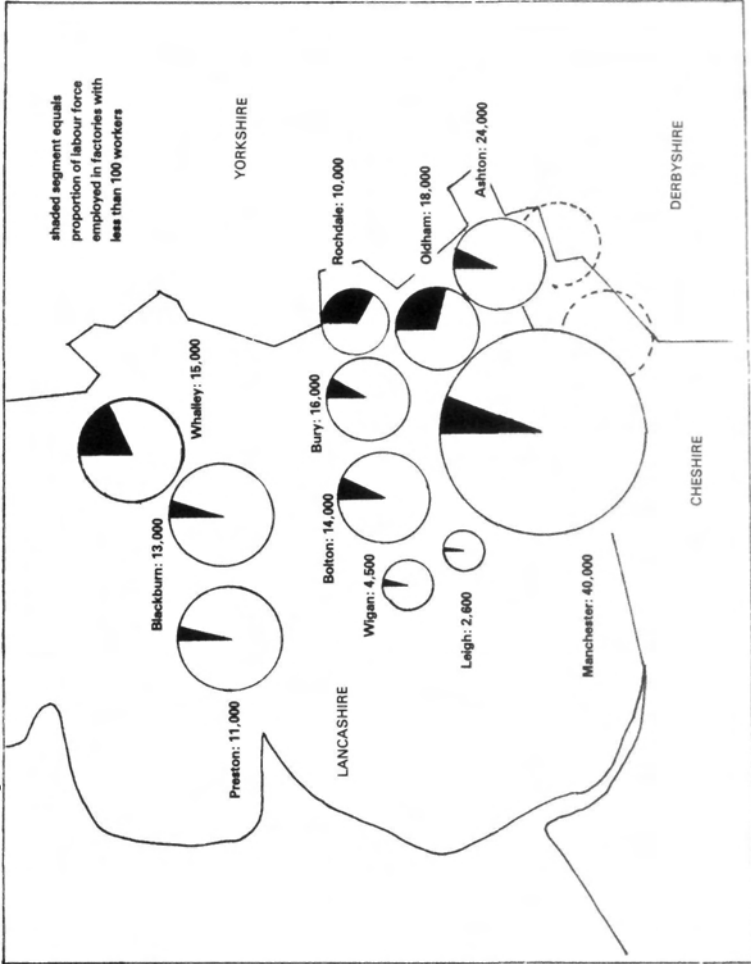 shaded segment equals
proportion of labour force
employed in factories with
less than 100 workers
YORKSHIRE
Whalley: 15,000
Blackburn: 13,000
Preston: 11,000
Rochdale: 10,000
Bury: 16,000
Bolton: 14,000
Wigan: 4,500
LANCASHIRE
Oldham: 18,000
Ashton: 24,000
Leigh: 2,600
Manchester: 40,000
DERBYSHIRE
CHESHIRE